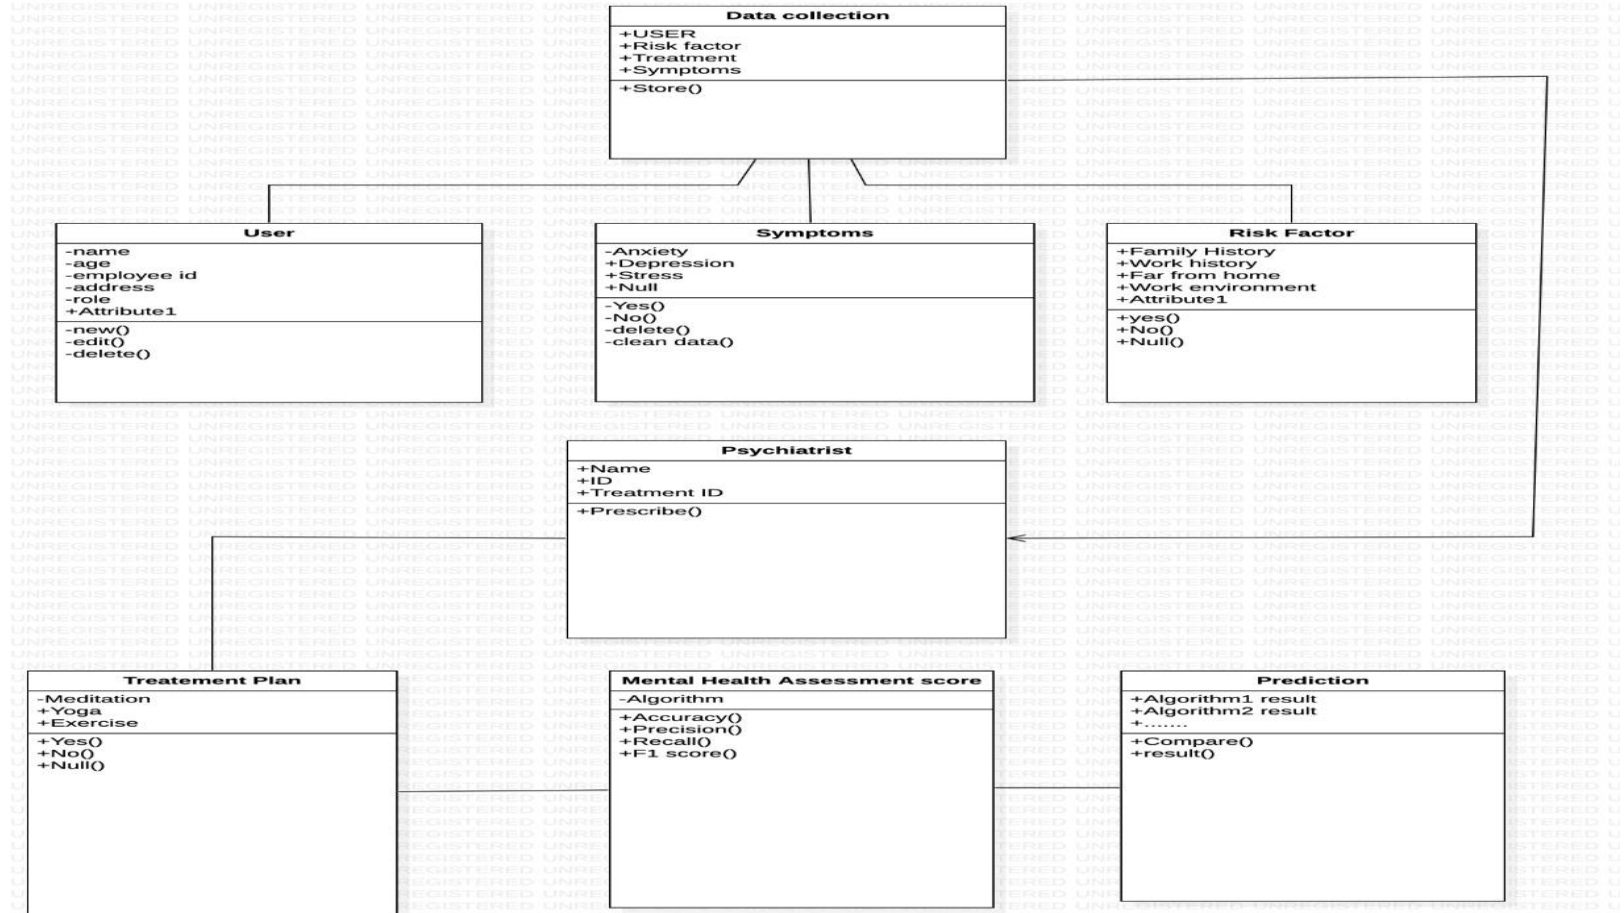 Data collection
+USER
+Risk factor
+Treatment
+Symptoms
+Store()
User
-name
-age
-employee id
-address
-role
+Attribute1
-new()
-edit()
-delete()
Symptoms
-Anxiety
+Depression
+Stress
+Null
-Yes()
-No()
-delete()
-clean data()
Risk Factor
+Family History
+Work history
+Far from home
+Work environment
+Attribute1
+yes()
+No()
+Null()
Psychiatrist
+Name
+ID
+Treatment ID
+Prescribe()
Treatement Plan
-Meditation
+Yoga
+Exercise
+Yes()
+No()
+Null()
Mental Health Assessment score
-Algorithm
+Accuracy()
+Precision()
+Recall()
+F1 score()
Prediction
+Algorithm1 result
+Algorithm2 result
+.......
+Compare()
+result()
UNREGISTERED